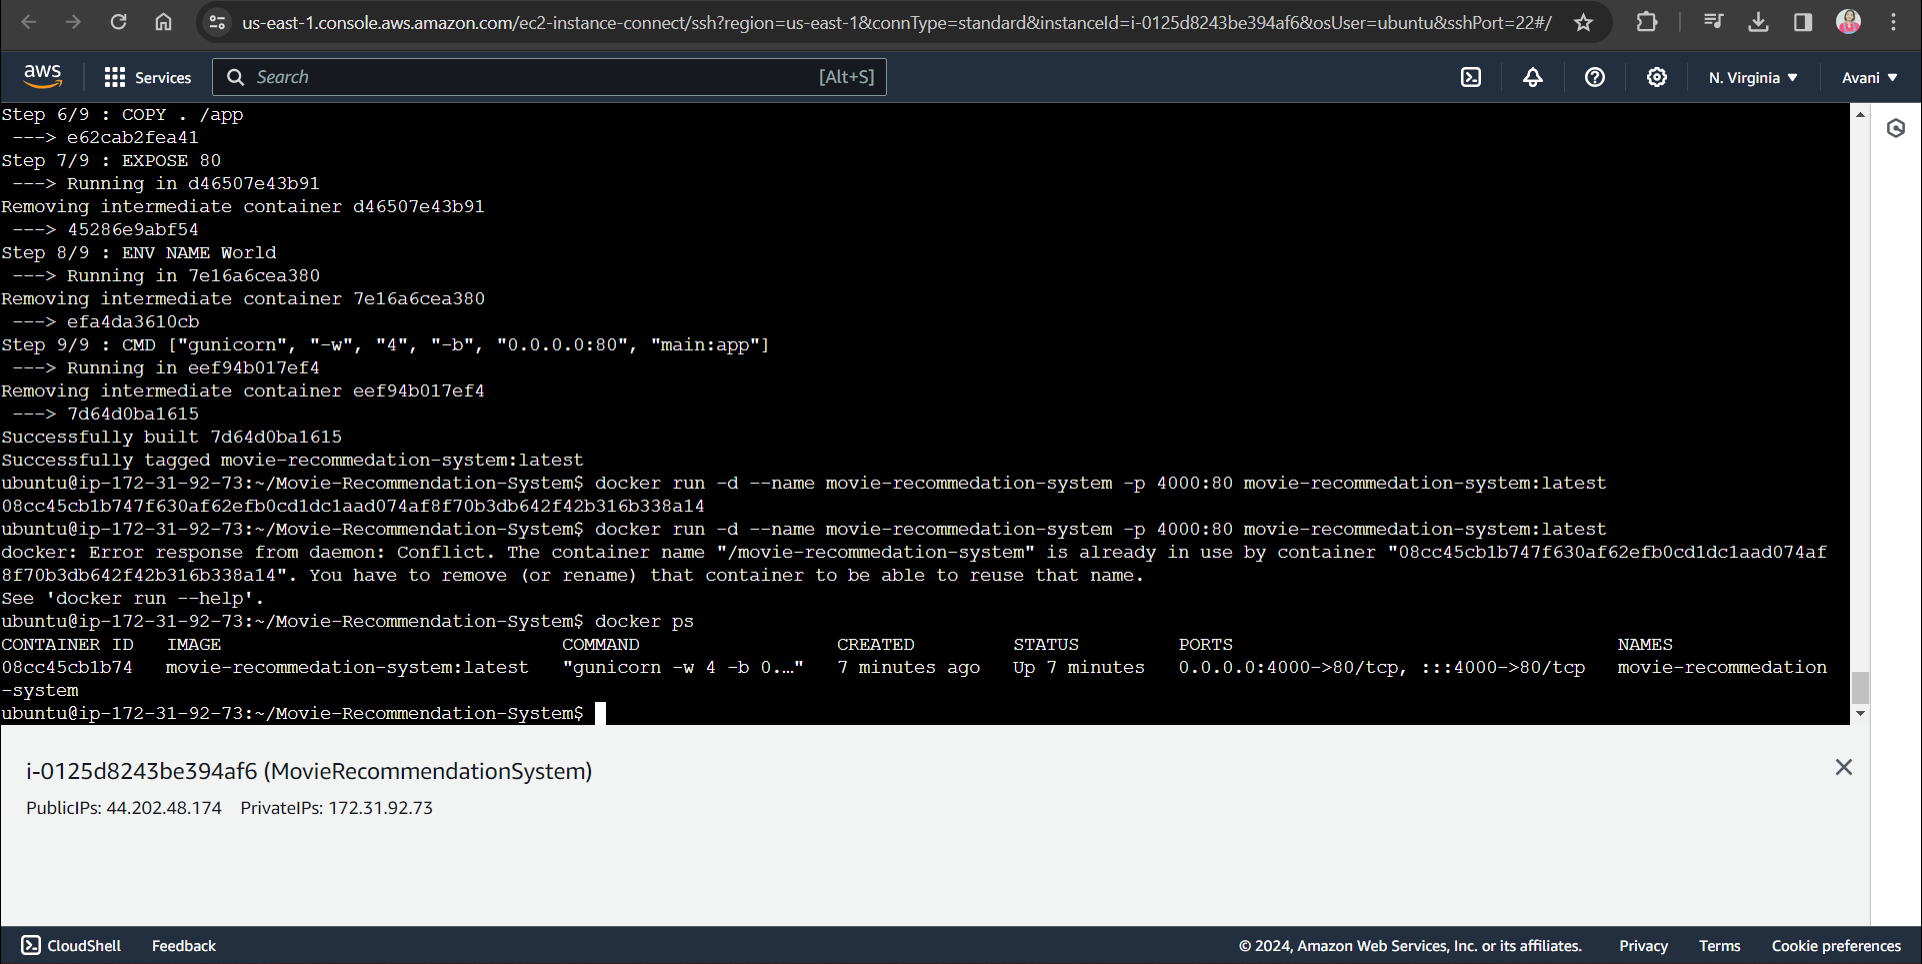 us-east-1.console.aws.amazon.com/ec2-instance-connect/ssh?region=us-east-1&connType=standard&instanceId=i-0125d8243be394af6&osUser=ubuntu&sshPort=22#/
aws Services Search [Alt+S] N. Virginia Avani
Step 6/9 : COPY . /app
 ---> e62cab2fea41
Step 7/9 : EXPOSE 80
 ---> Running in d46507e43b91
Removing intermediate container d46507e43b91
 ---> 45286e9abf54
Step 8/9 : ENV NAME World
 ---> Running in 7e16a6cea380
Removing intermediate container 7e16a6cea380
 ---> efa4da3610cb
Step 9/9 : CMD ["gunicorn", "-w", "4", "-b", "0.0.0.0:80", "main:app"]
 ---> Running in eef94b017ef4
Removing intermediate container eef94b017ef4
 ---> 7d64d0ba1615
Successfully built 7d64d0ba1615
Successfully tagged movie-recommedation-system:latest
ubuntu@ip-172-31-92-73:~/Movie-Recommendation-System$ docker run -d --name movie-recommedation-system -p 4000:80 movie-recommedation-system:latest
08cc45cb1b747f630af62efb0cd1dc1aad074af8f70b3db642f42b316b338a14
ubuntu@ip-172-31-92-73:~/Movie-Recommendation-System$ docker run -d --name movie-recommedation-system -p 4000:80 movie-recommedation-system:latest
docker: Error response from daemon: Conflict. The container name "/movie-recommedation-system" is already in use by container "08cc45cb1b747f630af62efb0cd1dc1aad074af
8f70b3db642f42b316b338a14". You have to remove (or rename) that container to be able to reuse that name.
See 'docker run --help'.
ubuntu@ip-172-31-92-73:~/Movie-Recommendation-System$ docker ps
CONTAINER ID   IMAGE                               COMMAND                  CREATED         STATUS         PORTS                                   NAMES
08cc45cb1b74   movie-recommedation-system:latest   "gunicorn -w 4 -b 0.…"   7 minutes ago   Up 7 minutes   0.0.0.0:4000->80/tcp, :::4000->80/tcp   movie-recommedation
-system
ubuntu@ip-172-31-92-73:~/Movie-Recommendation-System$
i-0125d8243be394af6 (MovieRecommendationSystem)
PublicIPs: 44.202.48.174 PrivateIPs: 172.31.92.73
CloudShell Feedback © 2024, Amazon Web Services, Inc. or its affiliates. Privacy Terms Cookie preferences